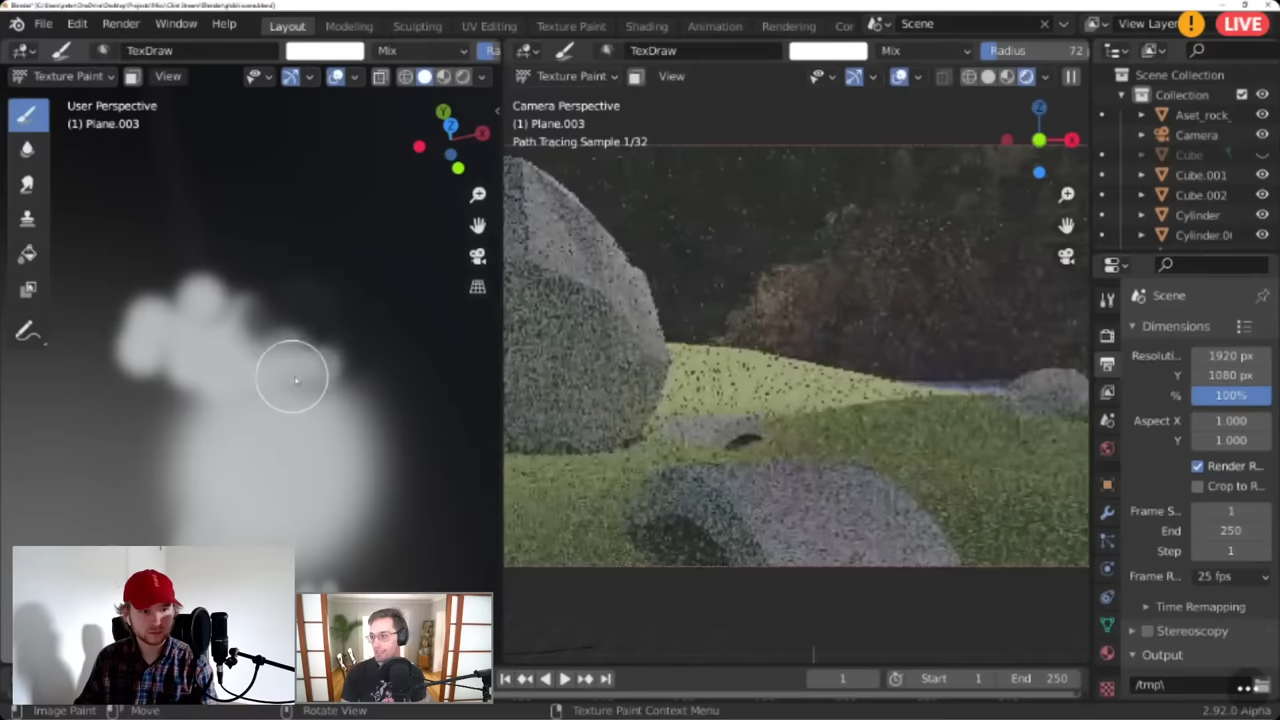 File Edit Render Window Help Layout Modeling Sculpting UV Editing Texture Paint Shading Animation Rendering Scene View Layer LIVE
TexDraw Mix
TexDraw Mix Radius 72
Texture Paint View
Texture Paint View
User Perspective
(1) Plane.003
Camera Perspective
(1) Plane.003
Path Tracing Sample 1/32
Y
Z
X
Z
X
Scene Collection
Collection
Aset_rock_
Camera
Cube
Cube.001
Cube.002
Cylinder
Scene
Dimensions
Resoluti... 1920 px
Y 1080 px
% 100%
Aspect X 1.000
Y 1.000
Render R...
Crop to R...
Frame S... 1
End 250
Step 1
Frame R... 25 fps
Time Remapping
Stereoscopy
Output
/tmp\
1 Start 1 End 250
Image Paint Move Rotate View Texture Paint Context Menu 2.92.0 Alpha